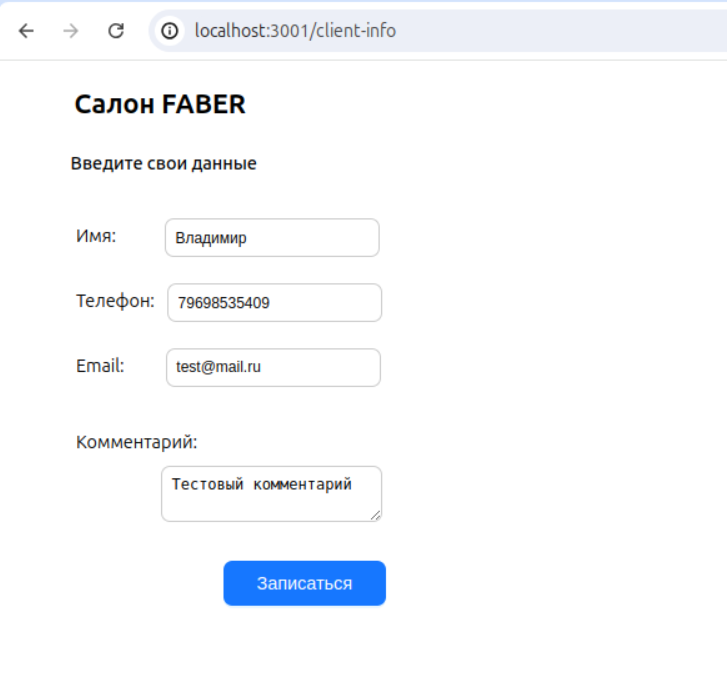 localhost:3001/client-info
Салон FABER
Введите свои данные
Имя: Владимир
Телефон: 79698535409
Email: test@mail.ru
Комментарий:
Тестовый комментарий
Записаться